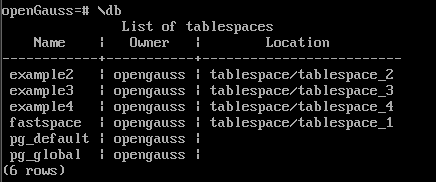 openGauss=# \db
List of tablespaces
Name | Owner | Location
-------------+-----------+-------------------------
example2 | opengauss | tablespace/tablespace_2
example3 | opengauss | tablespace/tablespace_3
example4 | opengauss | tablespace/tablespace_4
fastspace | opengauss | tablespace/tablespace_1
pg_default | opengauss |
pg_global | opengauss |
(6 rows)